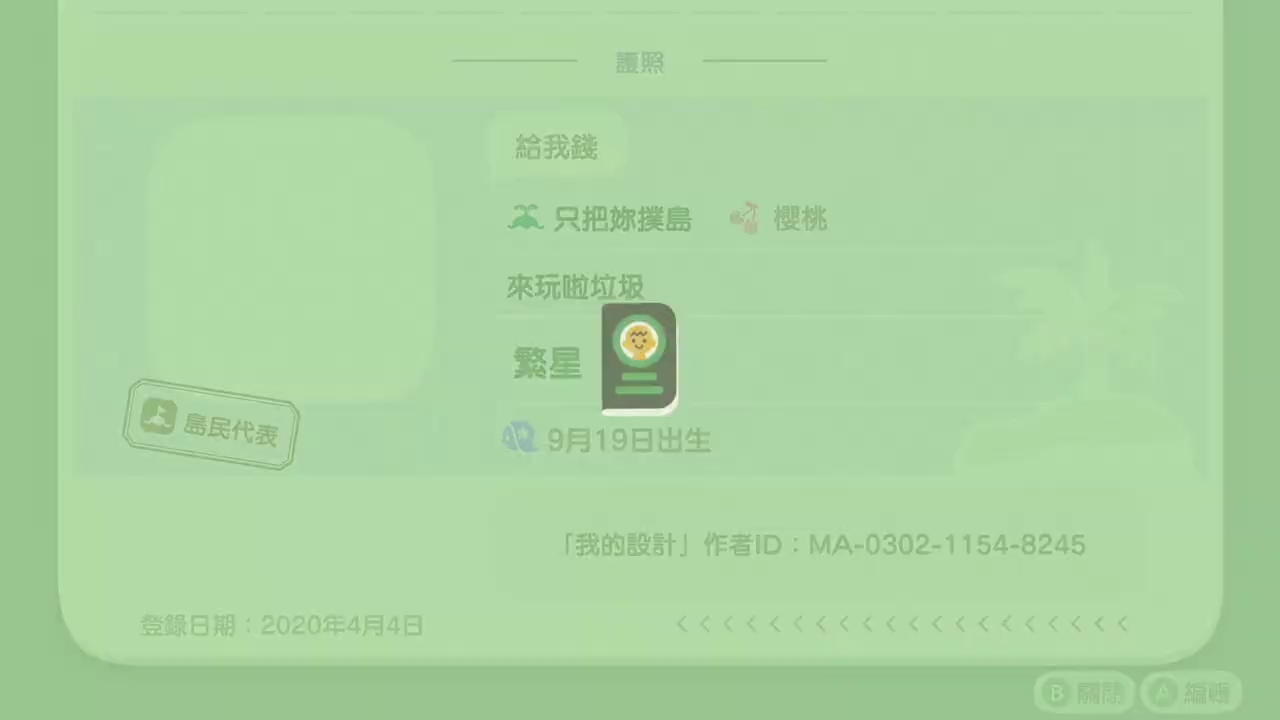 護照
給我錢
只把妳撲島 櫻桃
來玩啦垃圾
繁星
9月19日出生
島民代表
「我的設計」作者ID：MA-0302-1154-8245
登錄日期：2020年4月4日
<<<<<<<<<<<<<<<<<<<<
B 關閉 A 編輯